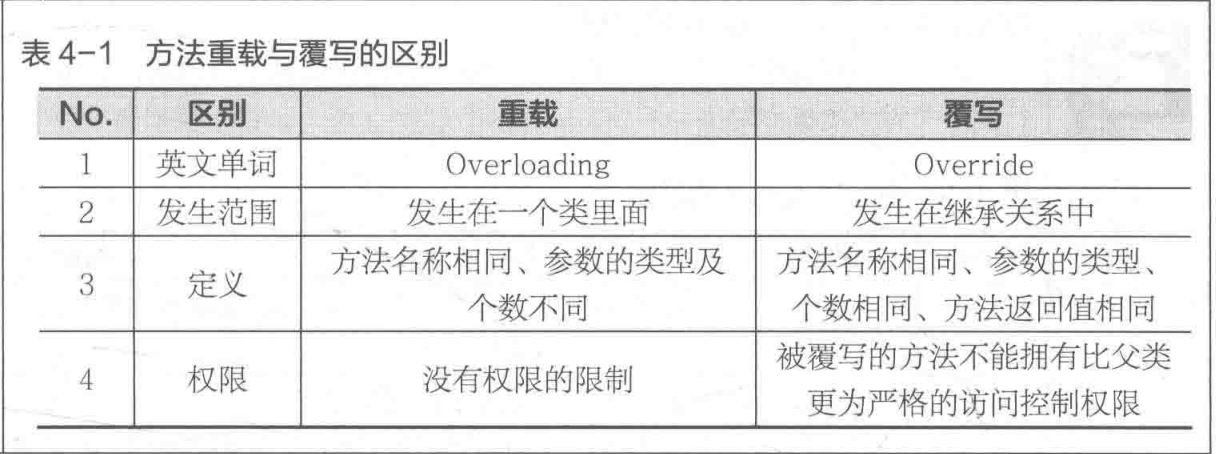 表 4-1 方法重载与覆写的区别
No. 区别 重载 覆写
1 英文单词 Overloading Override
2 发生范围 发生在一个类里面 发生在继承关系中
3 定义 方法名称相同、参数的类型及个数不同 方法名称相同、参数的类型、个数相同、方法返回值相同
4 权限 没有权限的限制 被覆写的方法不能拥有比父类更为严格的访问控制权限